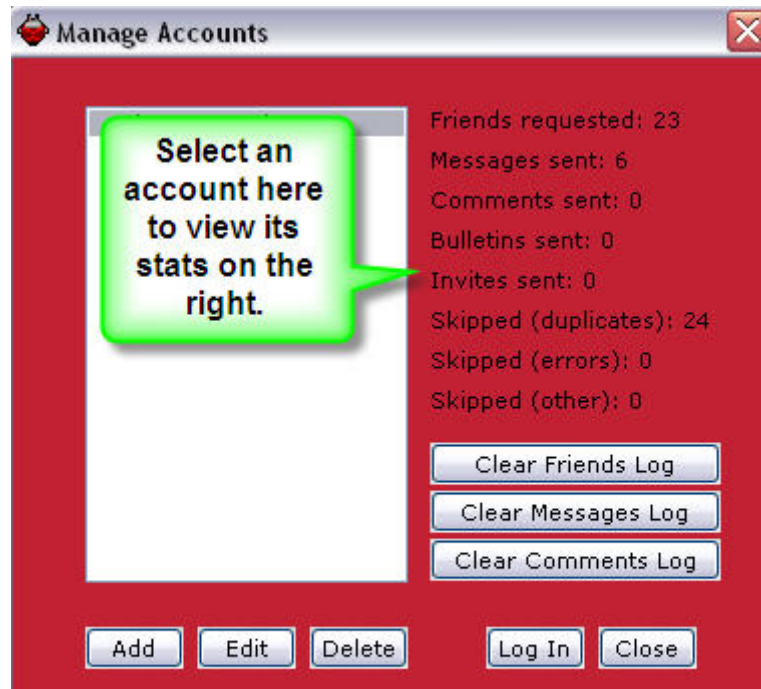 Manage Accounts
Select an
account here
to view its
stats on the
right.
Friends requested: 23
Messages sent: 6
Comments sent: 0
Bulletins sent: 0
Invites sent: 0
Skipped (duplicates): 24
Skipped (errors): 0
Skipped (other): 0
Clear Friends Log
Clear Messages Log
Clear Comments Log
Add Edit Delete Log In Close